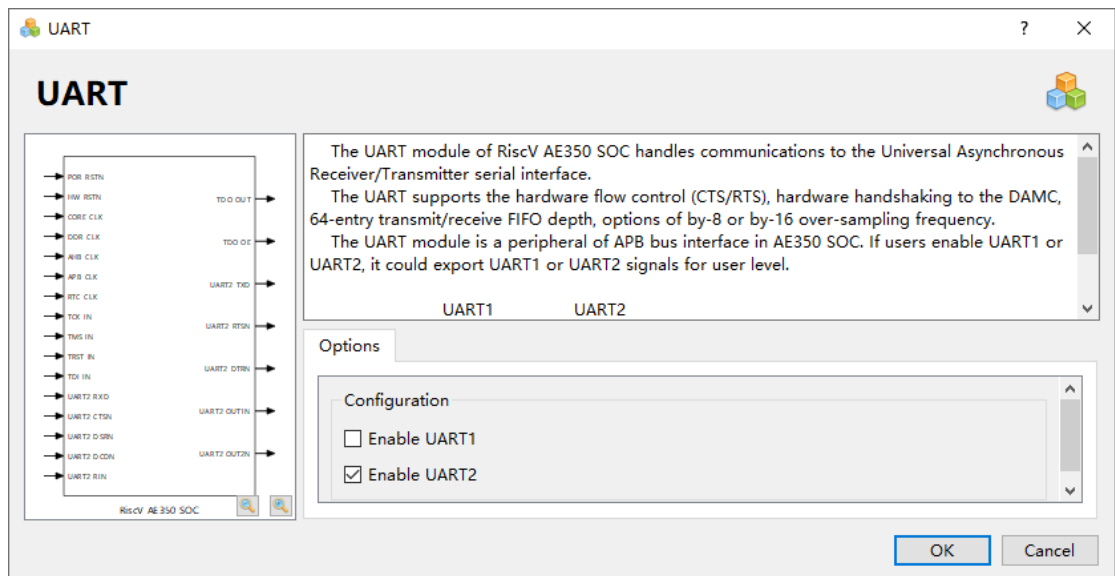 UART
UART
POR RSTN
HW RSTN
CORE CLK
DDR CLK
AHB CLK
APB CLK
RTC CLK
TCK IN
TMS IN
TRST IN
TDI IN
UART2 RXD
UART2 CTSN
UART2 DSRN
UART2 DCDN
UART2 RIN
TDO OUT
TDO OE
UART2 TXD
UART2 RTSN
UART2 DTRN
UART2 OUT1N
UART2 OUT2N
RiscV AE350 SOC
The UART module of RiscV AE350 SOC handles communications to the Universal Asynchronous
Receiver/Transmitter serial interface.
The UART supports the hardware flow control (CTS/RTS), hardware handshaking to the DAMC,
64-entry transmit/receive FIFO depth, options of by-8 or by-16 over-sampling frequency.
The UART module is a peripheral of APB bus interface in AE350 SOC. If users enable UART1 or
UART2, it could export UART1 or UART2 signals for user level.
UART1 UART2
Options
Configuration
Enable UART1
Enable UART2
OK Cancel